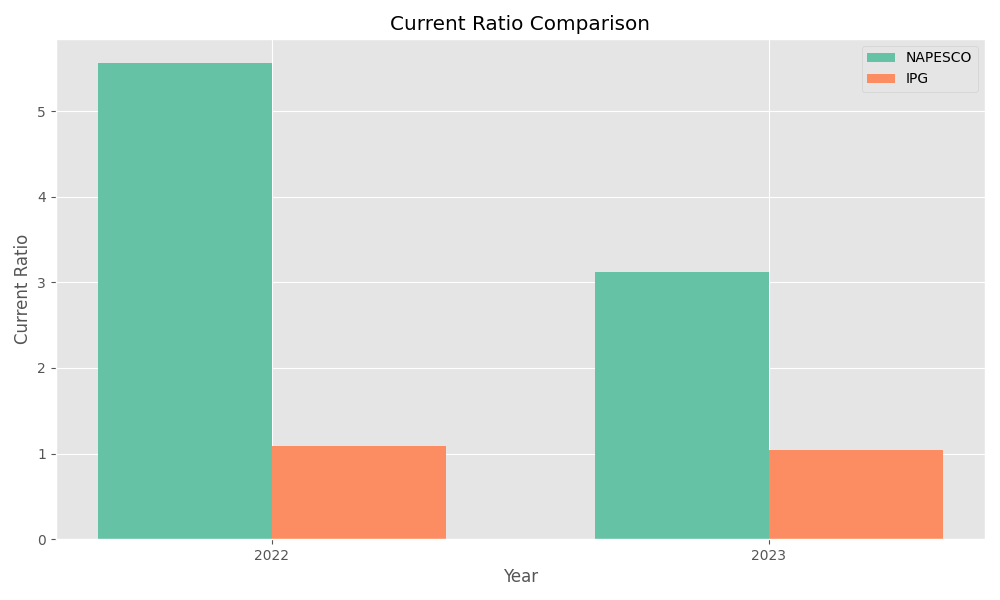 Current Ratio Comparison
NAPESCO
IPG
5
4
3
2
1
0
Current Ratio
2022
2023
Year